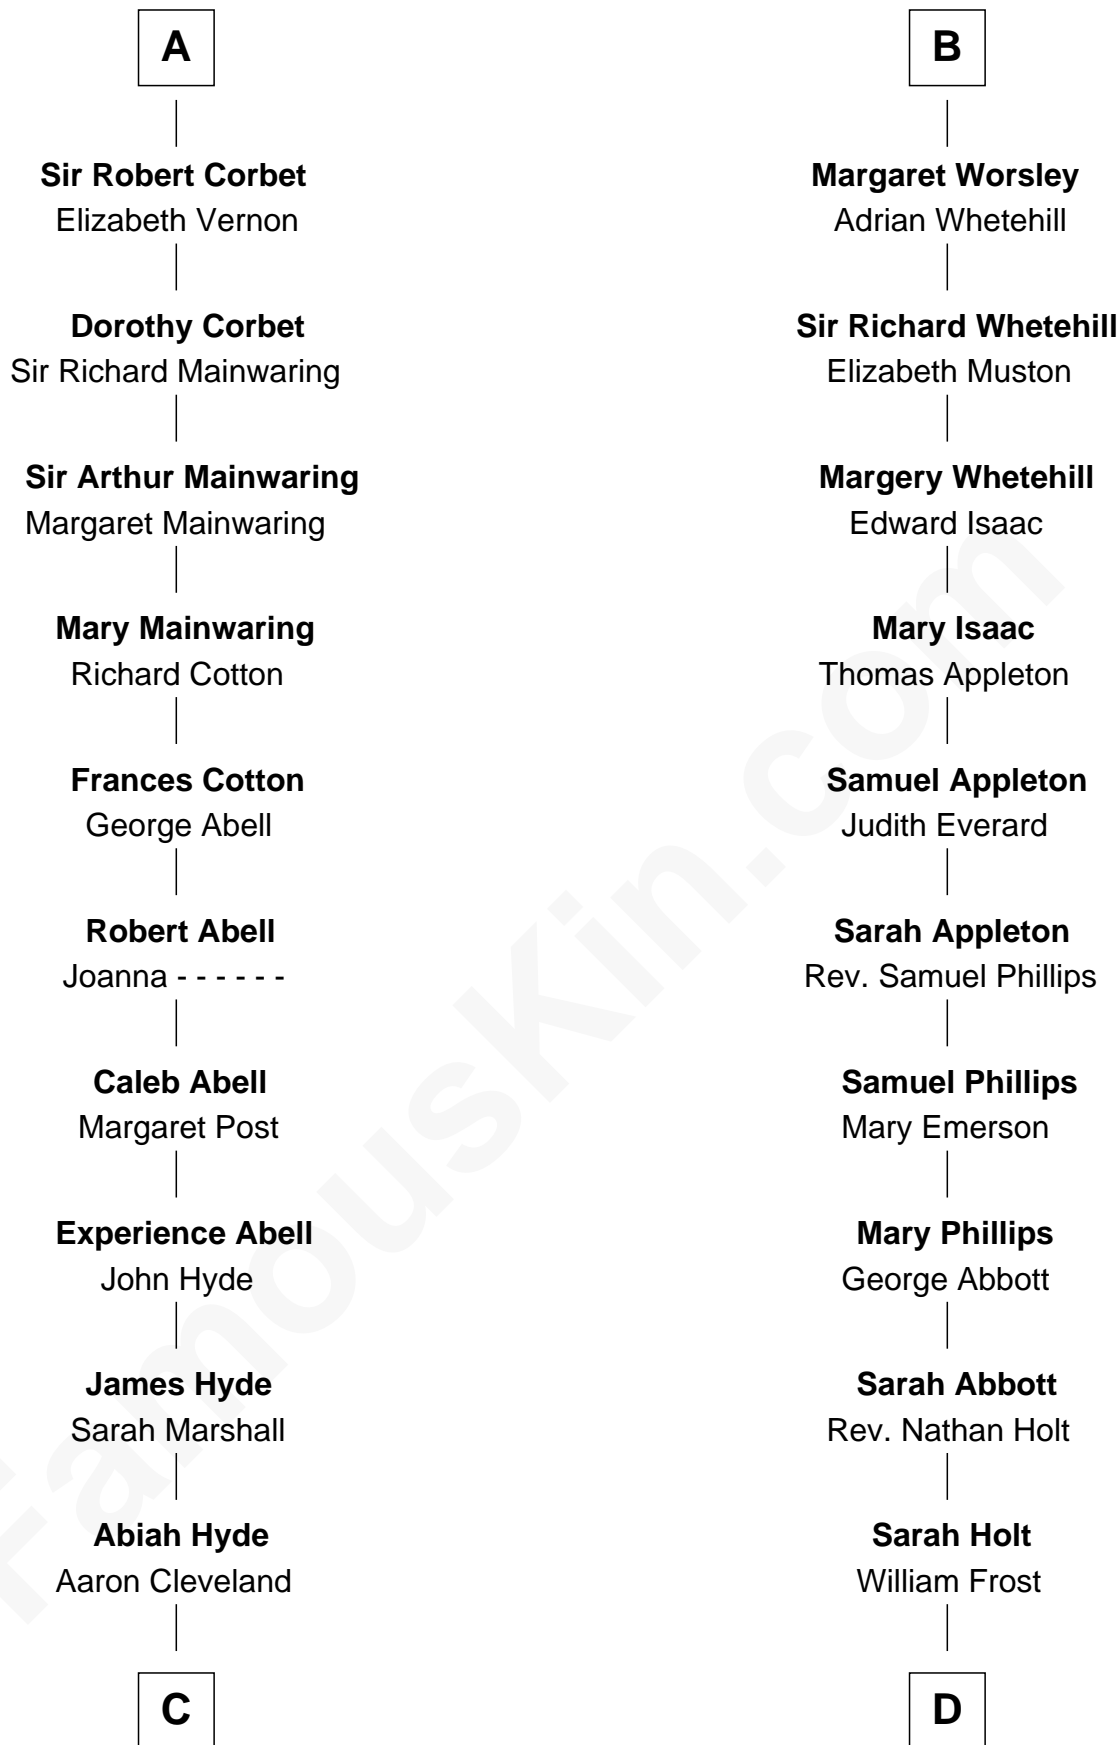 A
Sir Robert Corbet
Elizabeth Vernon
Dorothy Corbet
Sir Richard Mainwaring
Sir Arthur Mainwaring
Margaret Mainwaring
Mary Mainwaring
Richard Cotton
Frances Cotton
George Abell
Robert Abell
Joanna - - - - - -
Caleb Abell
Margaret Post
Experience Abell
John Hyde
James Hyde
Sarah Marshall
Abiah Hyde
Aaron Cleveland
C
B
Margaret Worsley
Adrian Whetehill
Sir Richard Whetehill
Elizabeth Muston
Margery Whetehill
Edward Isaac
Mary Isaac
Thomas Appleton
Samuel Appleton
Judith Everard
Sarah Appleton
Rev. Samuel Phillips
Samuel Phillips
Mary Emerson
Mary Phillips
George Abbott
Sarah Abbott
Rev. Nathan Holt
Sarah Holt
William Frost
D
FamousKin.com